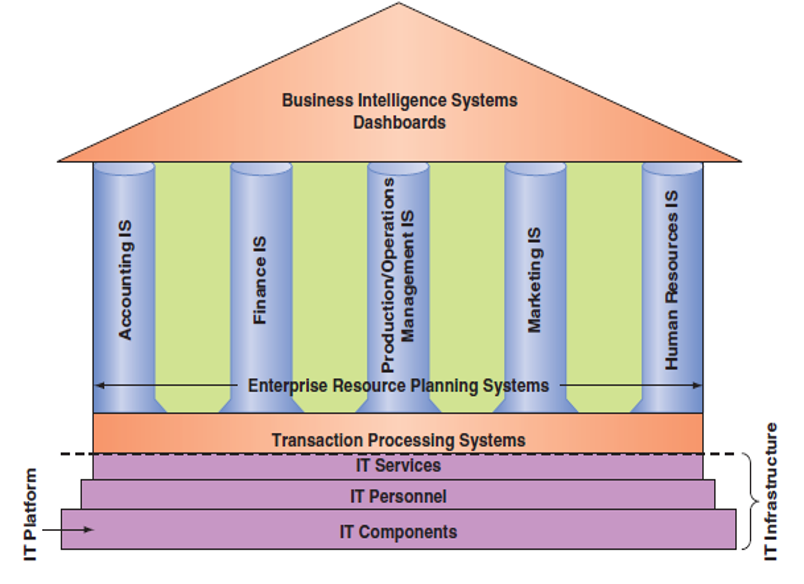 Business Intelligence Systems
Dashboards
Accounting IS
Finance IS
Production/Operations
Management IS
Marketing IS
Human Resources IS
Enterprise Resource Planning Systems
Transaction Processing Systems
IT Services
IT Personnel
IT Components
IT Platform
IT Infrastructure